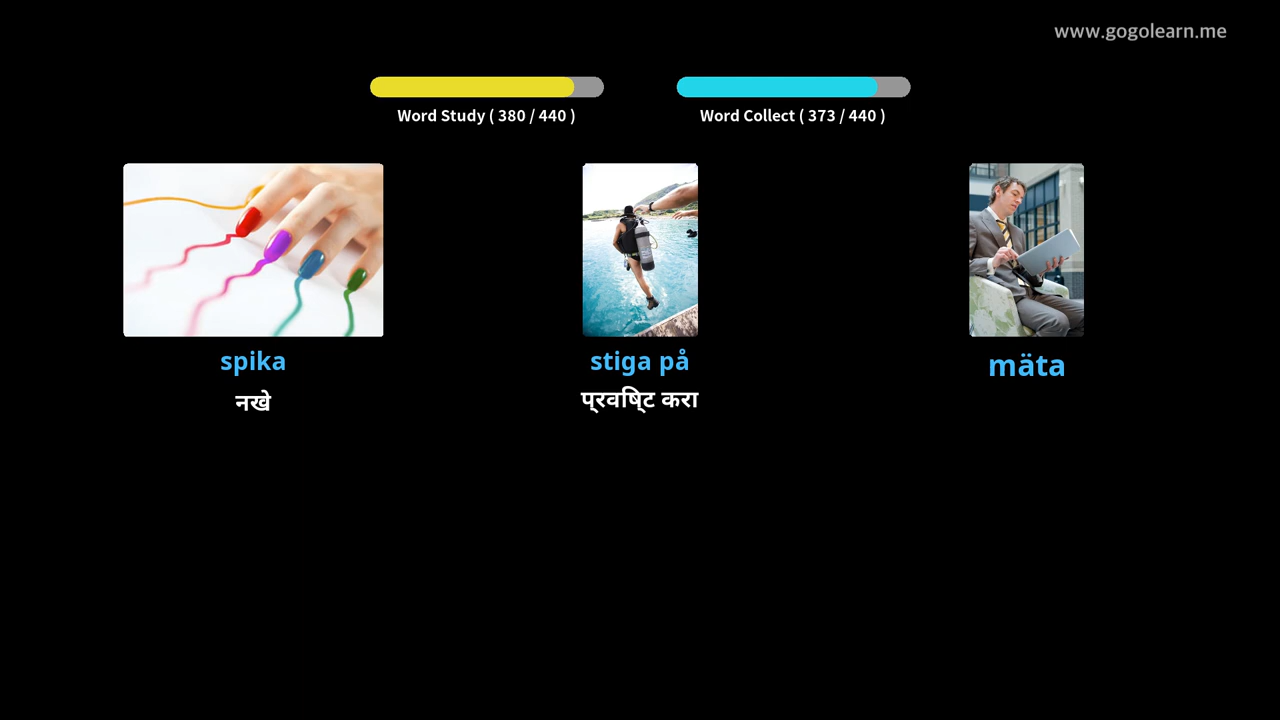 www.gogolearn.me
Word Study ( 380 / 440 )
Word Collect ( 373 / 440 )
spika
नखे
stiga på
प्रविष्टि करा
mäta